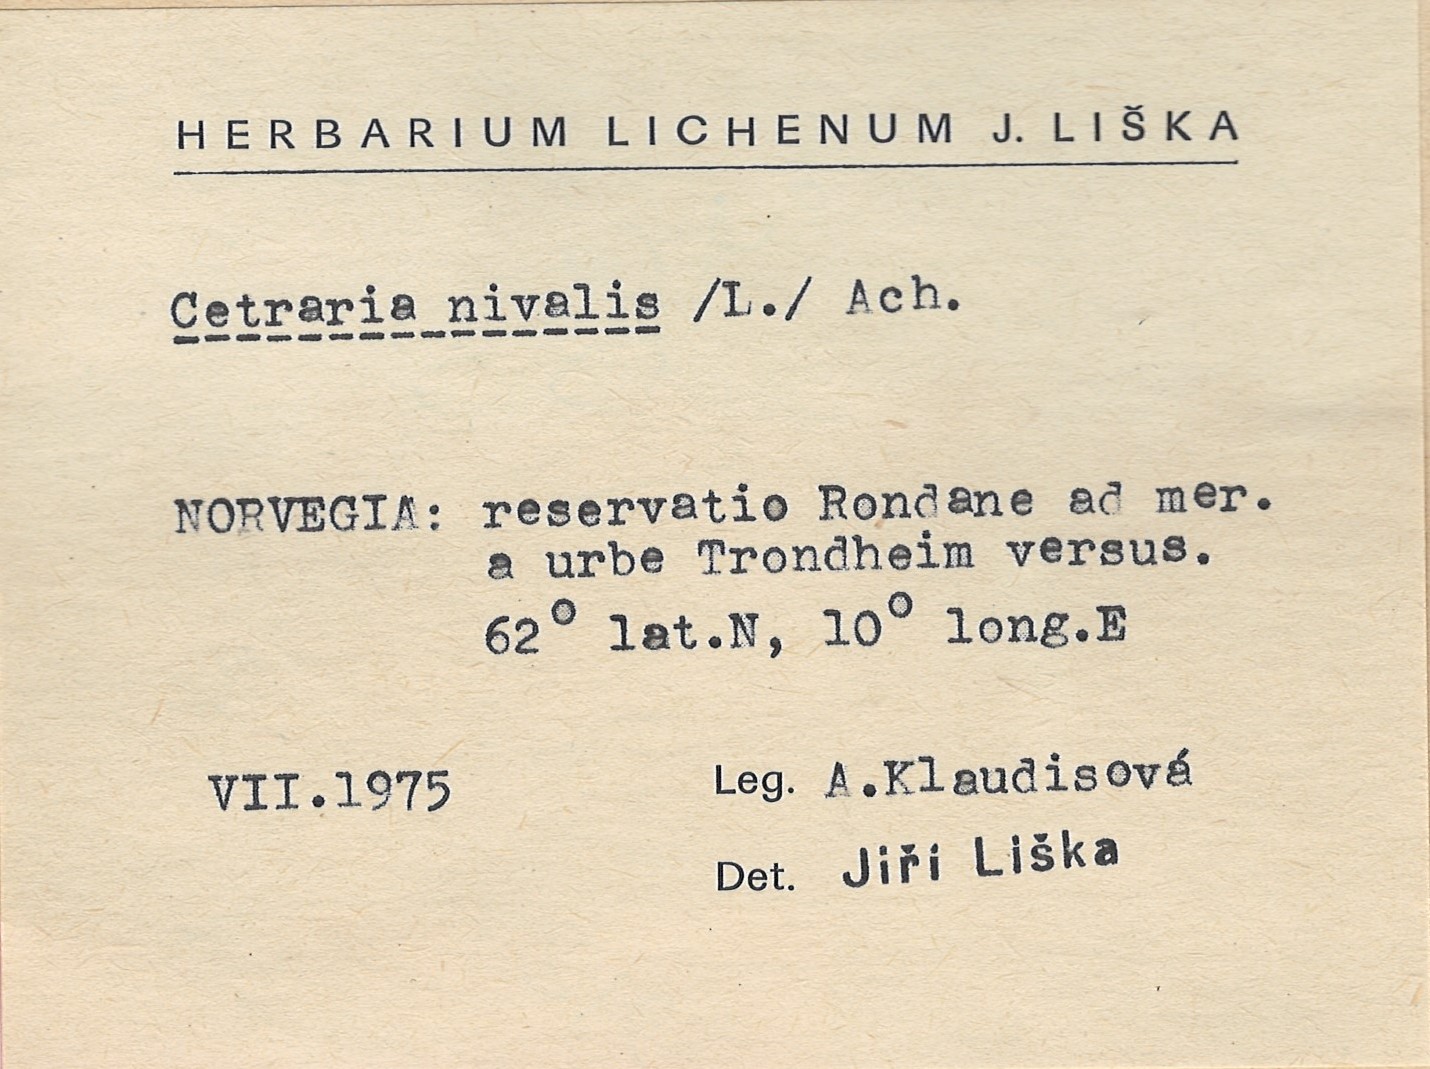 HERBARIUM LICHENUM J. LIŠKA
Cetraria nivalis /L./ Ach.
NORVEGIA: reservatio Rondane ad mer.
a urbe Trondheim versus.
62° lat.N, 10° long.E
VII.1975
Leg. A.Klaudisová
Det. Jiří Liška